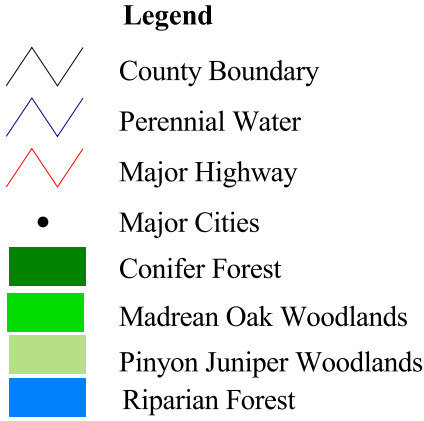 Legend
County Boundary
Perennial Water
Major Highway
Major Cities
Conifer Forest
Madrean Oak Woodlands
Pinyon Juniper Woodlands
Riparian Forest